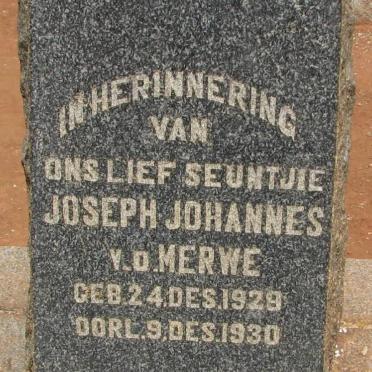 IN HERINNERING
VAN
ONS LIEF SEUNTJIE
JOSEPH JOHANNES
V.D. MERWE
GEB. 24. DES. 1929
OORL. 9. DES. 1930